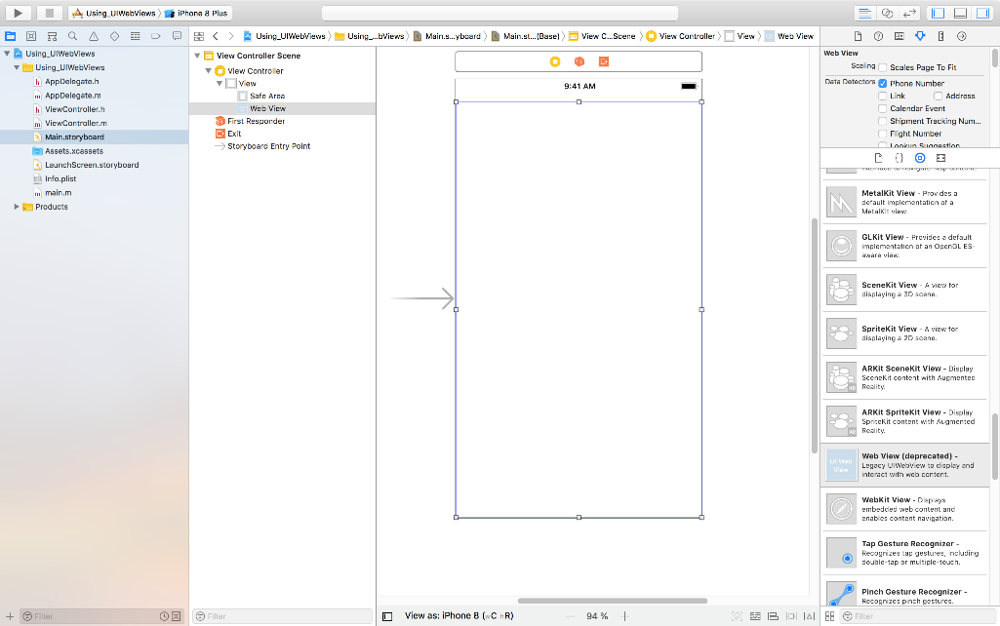 Using_UIWebViews
iPhone 8 Plus
Using_UIWebViews
Using_...bViews
Main.s...yboard
Main.st...(Base)
View C...Scene
View Controller
View
Web View
Using_UIWebViews
Using_UIWebViews
AppDelegate.h
AppDelegate.m
ViewController.h
ViewController.m
Main.storyboard
Assets.xcassets
LaunchScreen.storyboard
Info.plist
main.m
Products
Filter
View Controller Scene
View Controller
View
Safe Area
Web View
First Responder
Exit
Storyboard Entry Point
Filter
9:41 AM
View as: iPhone 8 (wC hR)
94 %
Web View
Scaling
Scales Page To Fit
Data Detectors
Phone Number
Link
Address
Calendar Event
Shipment Tracking Num...
Flight Number
Lookup Suggestion
interface to navigate map content.
MetalKit View - Provides a
default implementation of a
MetalKit view.
GLKit View - Provides a default
implementation of an OpenGL ES-
aware view.
SceneKit View - A view for
displaying a 3D scene.
SpriteKit View - A view for
displaying a 2D scene.
AR
ARKit SceneKit View - Display
SceneKit content with Augmented
Reality.
AR
ARKit SpriteKit View - Display
SpriteKit content with Augmented
Reality.
UI Web
View
Web View (deprecated) -
Legacy UIWebView to display and
interact with web content.
WebKit View - Displays
embedded web content and
enables content navigation.
Tap Gesture Recognizer -
Recognizes tap gestures, including
double-tap or multiple-touch.
Pinch Gesture Recognizer -
Recognizes pinch gestures.
Filter